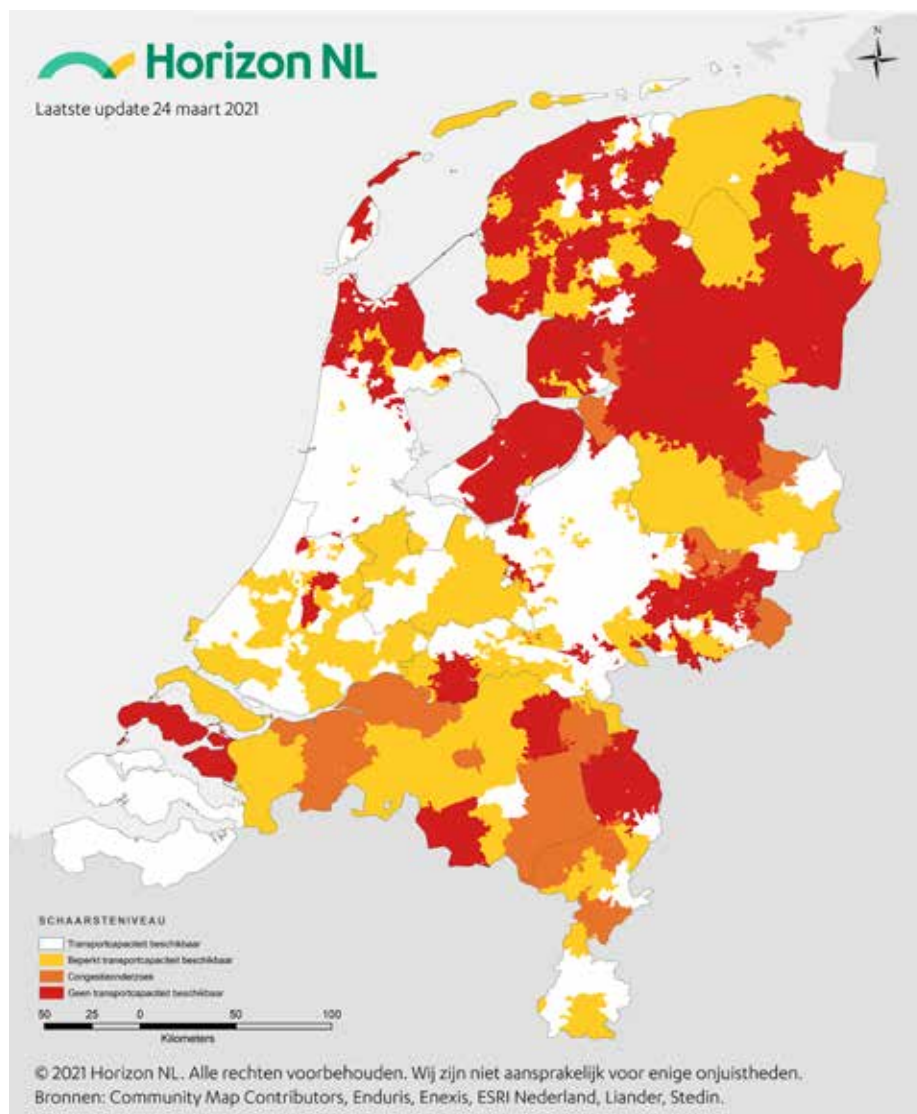 Horizon NL
Laatste update 24 maart 2021
N
SCHAARSTENIVEAU
Transportcapaciteit beschikbaar
Beperkt transportcapaciteit beschikbaar
Congestieonderzoek
Geen transportcapaciteit beschikbaar
50 25 0 50 100
Kilometers
© 2021 Horizon NL. Alle rechten voorbehouden. Wij zijn niet aansprakelijk voor enige onjuistheden.
Bronnen: Community Map Contributors, Enduris, Enexis, ESRI Nederland, Liander, Stedin.